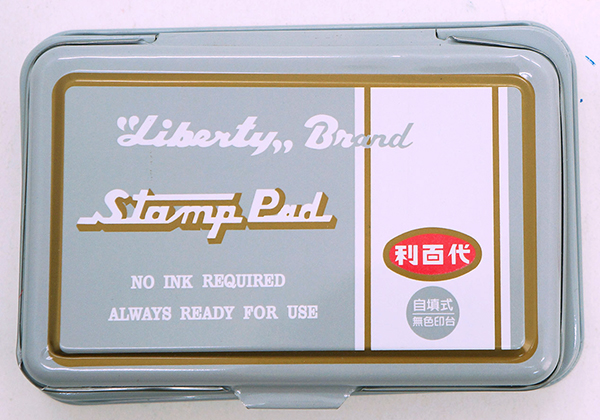 "Liberty„ Brand
Stamp Pad
NO INK REQUIRED
ALWAYS READY FOR USE
利百代
自填式
無色印台